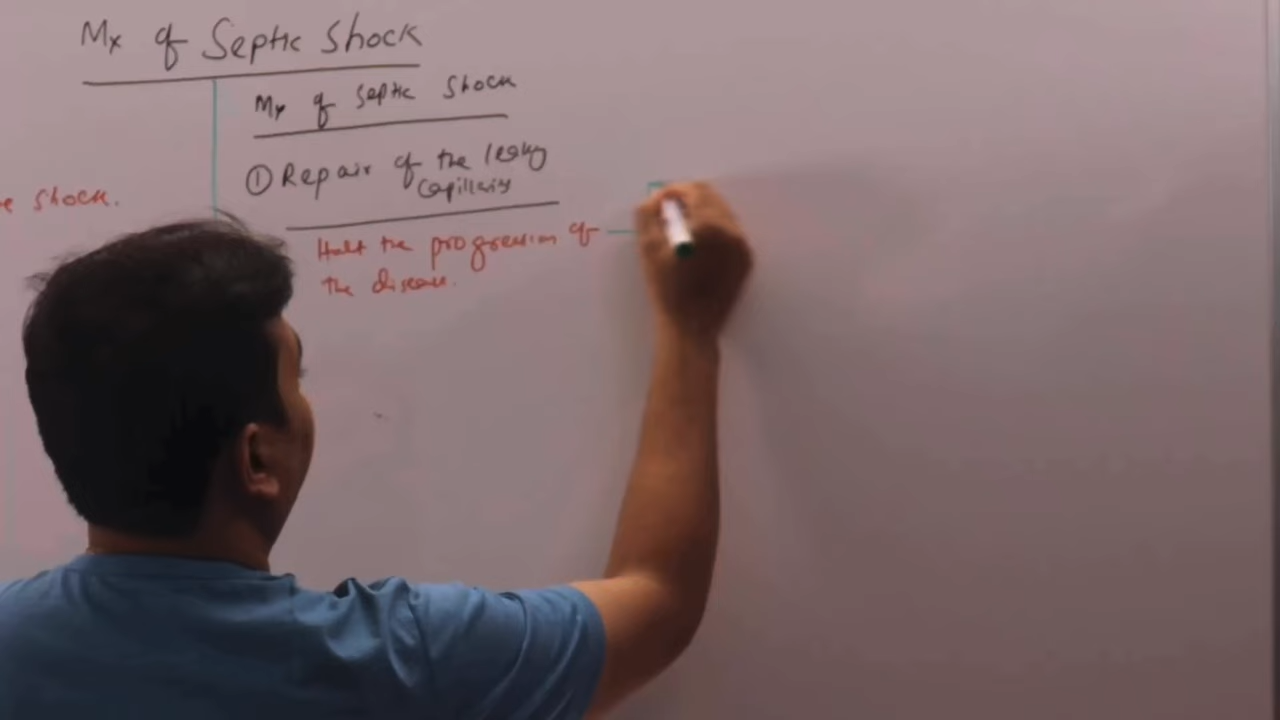 Mx of Septic Shock
Mx of Septic Shock
① Repair of the leaky
Capillary
shock.
Halt the progression of
the disease.